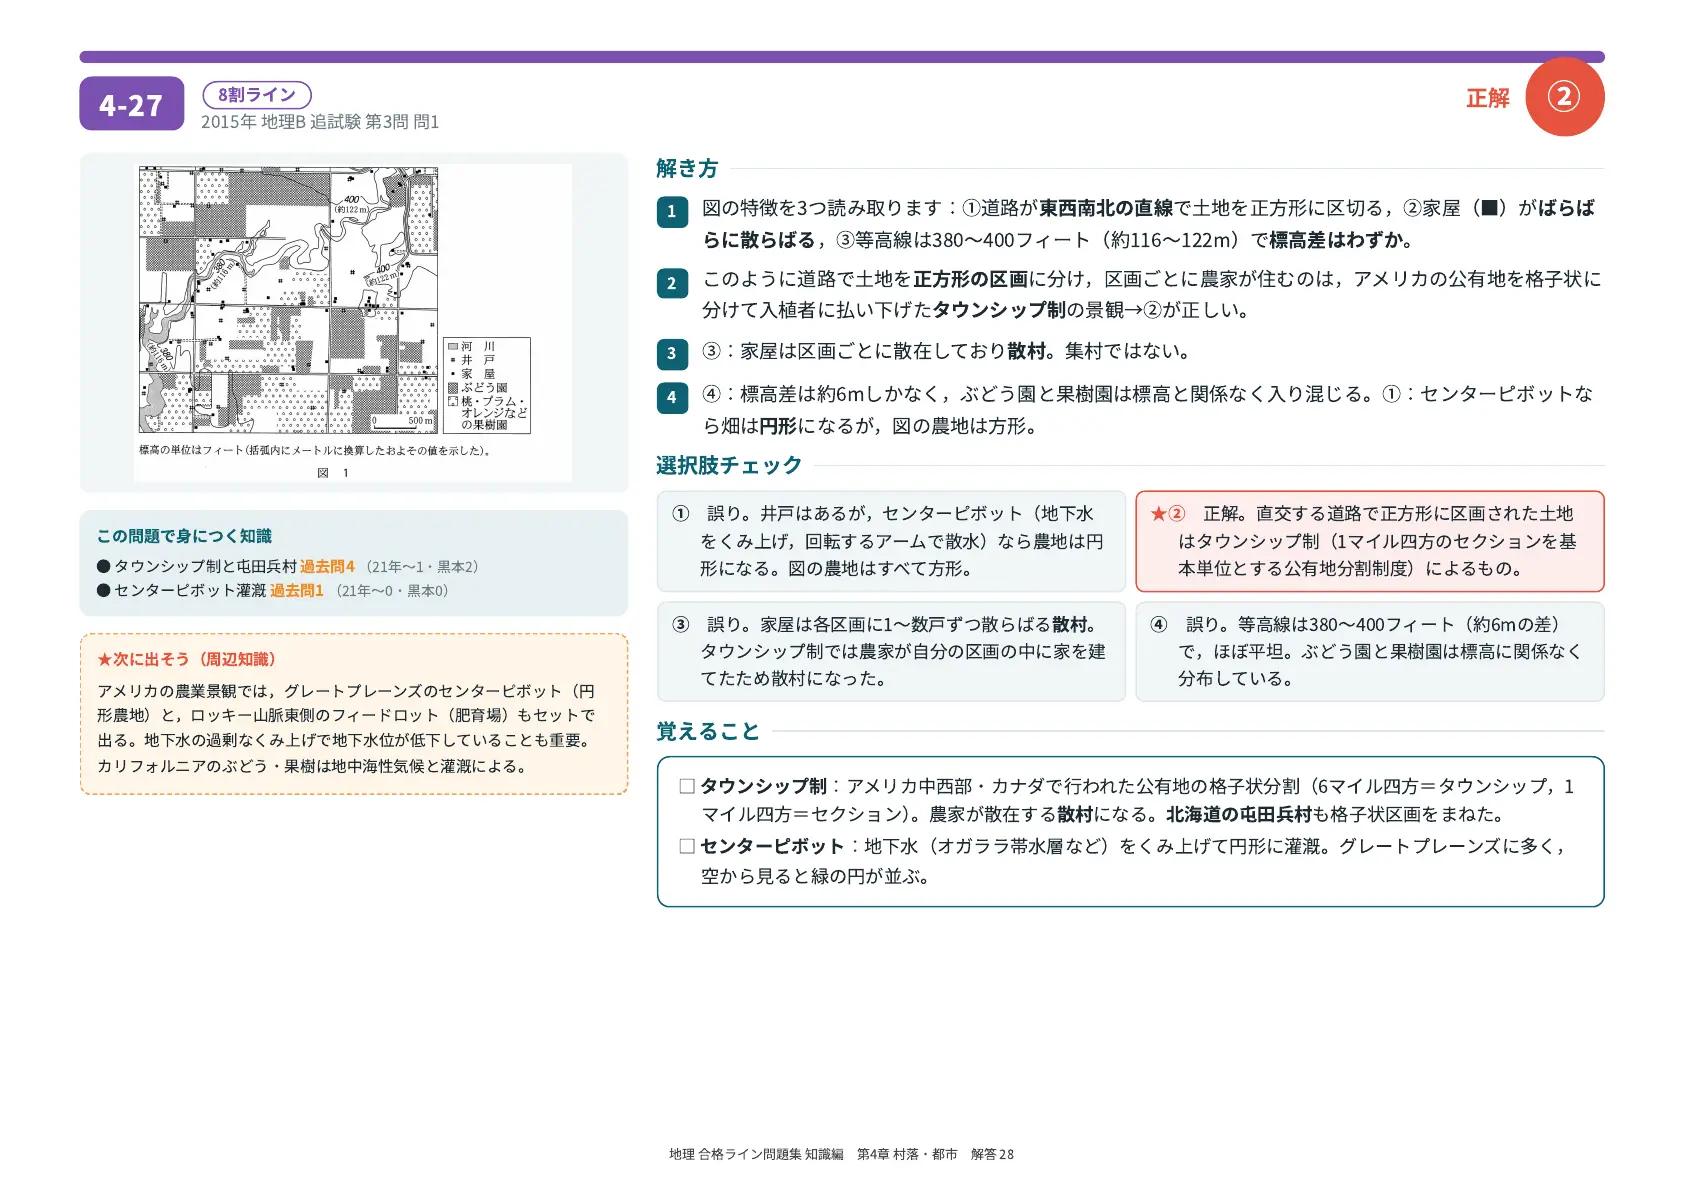 4-27
8割ライン
2015年 地理B 追試験 第3問 問1
正解 ②
400
(約122m)
380
(約116m)
400
(約122m)
380
(約116m)
河 川
井 戸
家 屋
ぶどう園
桃・プラム・
オレンジなど
の果樹園
0 500m
標高の単位はフィート(括弧内にメートルに換算したおよその値を示した)。
図 1
この問題で身につく知識
● タウンシップ制と屯田兵村 過去問4 （21年〜1・黒本2）
● センターピボット灌漑 過去問1 （21年〜0・黒本0）
★次に出そう（周辺知識）
アメリカの農業景観では，グレートプレーンズのセンターピボット（円
形農地）と，ロッキー山脈東側のフィードロット（肥育場）もセットで
出る。地下水の過剰なくみ上げで地下水位が低下していることも重要。
カリフォルニアのぶどう・果樹は地中海性気候と灌漑による。
解き方
1 図の特徴を3つ読み取ります：①道路が東西南北の直線で土地を正方形に区切る，②家屋（■）がばらば
らに散らばる，③等高線は380〜400フィート（約116〜122m）で標高差はわずか。
2 このように道路で土地を正方形の区画に分け，区画ごとに農家が住むのは，アメリカの公有地を格子状に
分けて入植者に払い下げたタウンシップ制の景観→②が正しい。
3 ③：家屋は区画ごとに散在しており散村。集村ではない。
4 ④：標高差は約6mしかなく，ぶどう園と果樹園は標高と関係なく入り混じる。①：センターピボットな
ら畑は円形になるが，図の農地は方形。
選択肢チェック
① 誤り。井戸はあるが，センターピボット（地下水
をくみ上げ，回転するアームで散水）なら農地は円
形になる。図の農地はすべて方形。
★② 正解。直交する道路で正方形に区画された土地
はタウンシップ制（1マイル四方のセクションを基
本単位とする公有地分割制度）によるもの。
③ 誤り。家屋は各区画に1〜数戸ずつ散らばる散村。
タウンシップ制では農家が自分の区画の中に家を建
てたため散村になった。
④ 誤り。等高線は380〜400フィート（約6mの差）
で，ほぼ平坦。ぶどう園と果樹園は標高に関係なく
分布している。
覚えること
□ タウンシップ制：アメリカ中西部・カナダで行われた公有地の格子状分割（6マイル四方＝タウンシップ，1
マイル四方＝セクション）。農家が散在する散村になる。北海道の屯田兵村も格子状区画をまねた。
□ センターピボット：地下水（オガララ帯水層など）をくみ上げて円形に灌漑。グレートプレーンズに多く，
空から見ると緑の円が並ぶ。
地理 合格ライン問題集 知識編 第4章 村落・都市 解答 28